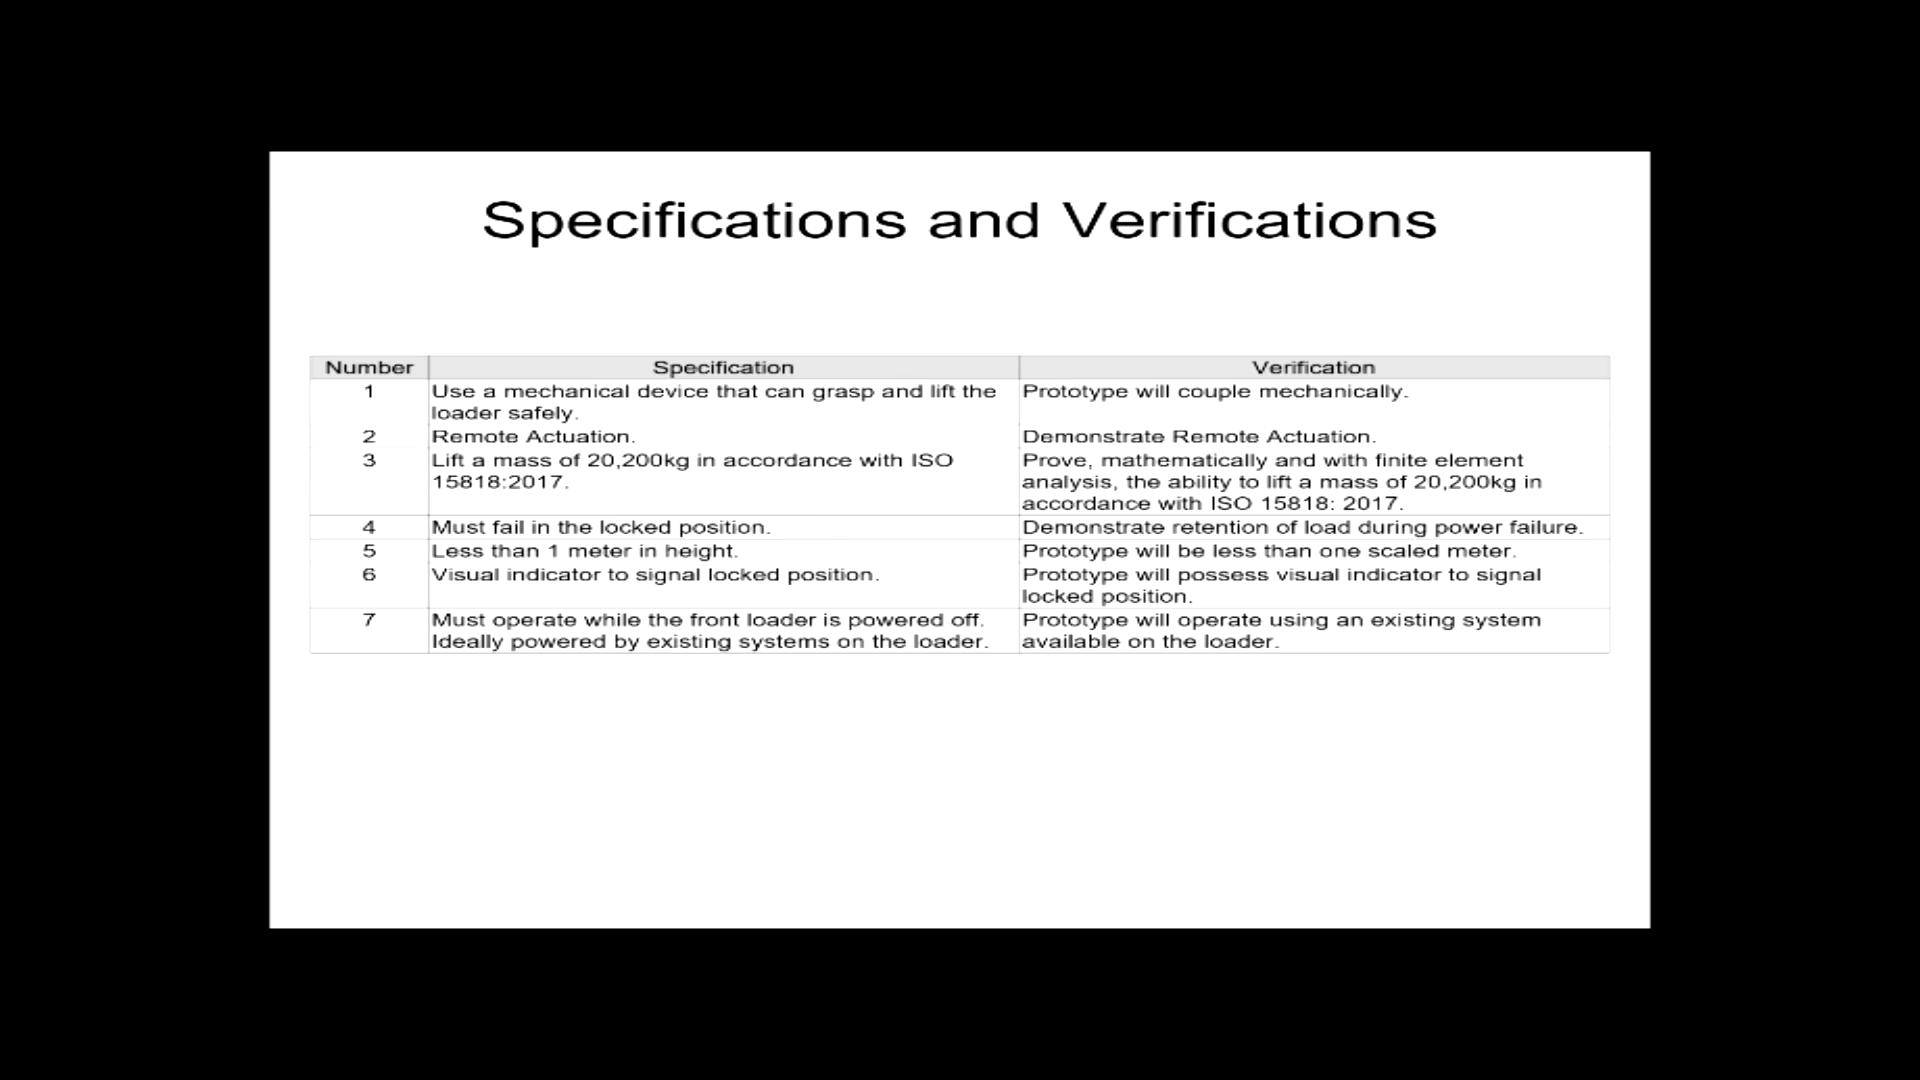 Specifications and Verifications
Number Specification Verification
1 Use a mechanical device that can grasp and lift the Prototype will couple mechanically.
loader safely.
2 Remote Actuation. Demonstrate Remote Actuation.
3 Lift a mass of 20,200kg in accordance with ISO Prove, mathematically and with finite element
15818:2017. analysis, the ability to lift a mass of 20,200kg in
accordance with ISO 15818: 2017.
4 Must fail in the locked position. Demonstrate retention of load during power failure.
5 Less than 1 meter in height. Prototype will be less than one scaled meter.
6 Visual indicator to signal locked position. Prototype will possess visual indicator to signal
locked position.
7 Must operate while the front loader is powered off. Prototype will operate using an existing system
Ideally powered by existing systems on the loader. available on the loader.